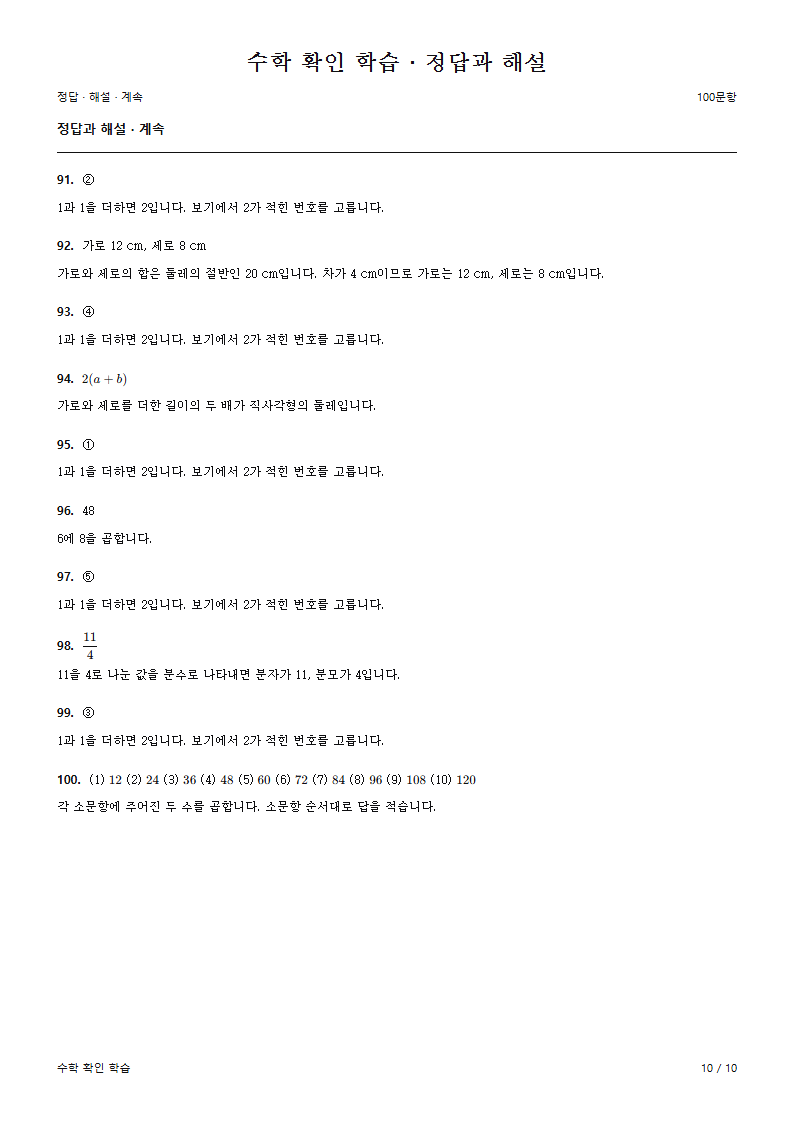 수학 확인 학습 · 정답과 해설
정답 · 해설 · 계속 100문항
정답과 해설 · 계속
91. ②
1과 1을 더하면 2입니다. 보기에서 2가 적힌 번호를 고릅니다.
92. 가로 12 cm, 세로 8 cm
가로와 세로의 합은 둘레의 절반인 20 cm입니다. 차가 4 cm이므로 가로는 12 cm, 세로는 8 cm입니다.
93. ④
1과 1을 더하면 2입니다. 보기에서 2가 적힌 번호를 고릅니다.
94. 2(a + b)
가로와 세로를 더한 길이의 두 배가 직사각형의 둘레입니다.
95. ①
1과 1을 더하면 2입니다. 보기에서 2가 적힌 번호를 고릅니다.
96. 48
6에 8을 곱합니다.
97. ⑤
1과 1을 더하면 2입니다. 보기에서 2가 적힌 번호를 고릅니다.
98. 11/4
11을 4로 나눈 값을 분수로 나타내면 분자가 11, 분모가 4입니다.
99. ③
1과 1을 더하면 2입니다. 보기에서 2가 적힌 번호를 고릅니다.
100. (1) 12 (2) 24 (3) 36 (4) 48 (5) 60 (6) 72 (7) 84 (8) 96 (9) 108 (10) 120
각 소문항에 주어진 두 수를 곱합니다. 소문항 순서대로 답을 적습니다.
수학 확인 학습 10 / 10